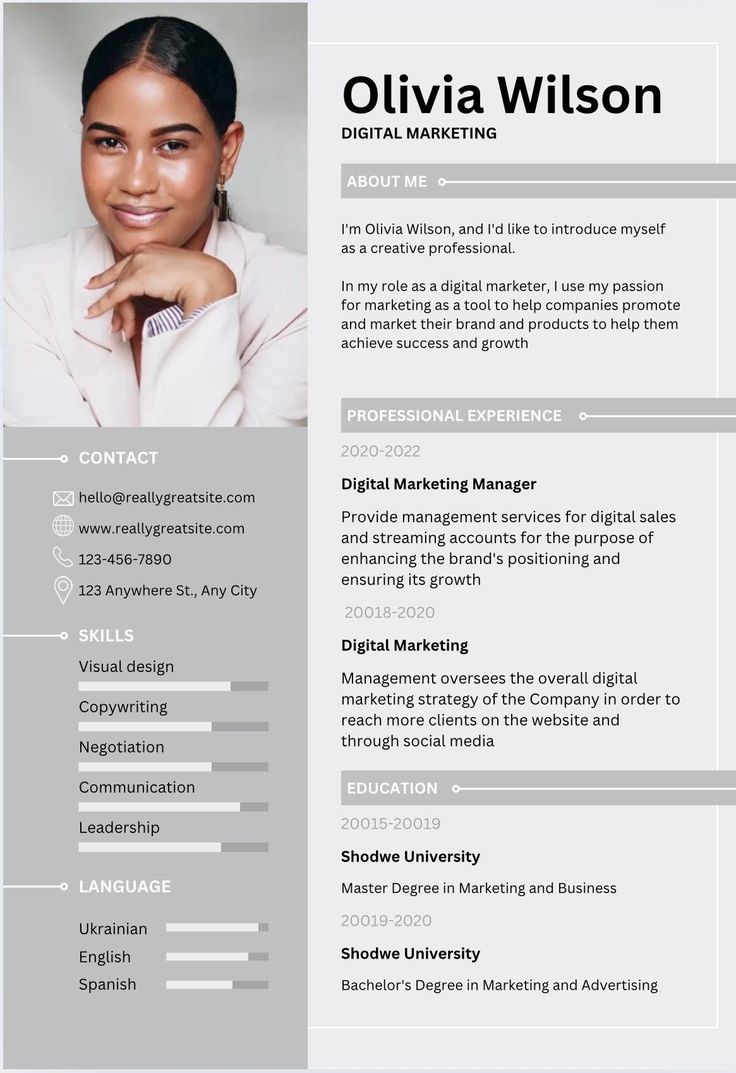 Olivia Wilson
DIGITAL MARKETING
ABOUT ME
I'm Olivia Wilson, and I'd like to introduce myself
as a creative professional.
In my role as a digital marketer, I use my passion
for marketing as a tool to help companies promote
and market their brand and products to help them
achieve success and growth
PROFESSIONAL EXPERIENCE
2020-2022
Digital Marketing Manager
Provide management services for digital sales
and streaming accounts for the purpose of
enhancing the brand's positioning and
ensuring its growth
20018-2020
Digital Marketing
Management oversees the overall digital
marketing strategy of the Company in order to
reach more clients on the website and
through social media
EDUCATION
20015-20019
Shodwe University
Master Degree in Marketing and Business
20019-2020
Shodwe University
Bachelor's Degree in Marketing and Advertising
CONTACT
hello@reallygreatsite.com
www.reallygreatsite.com
123-456-7890
123 Anywhere St., Any City
SKILLS
Visual design
Copywriting
Negotiation
Communication
Leadership
LANGUAGE
Ukrainian
English
Spanish